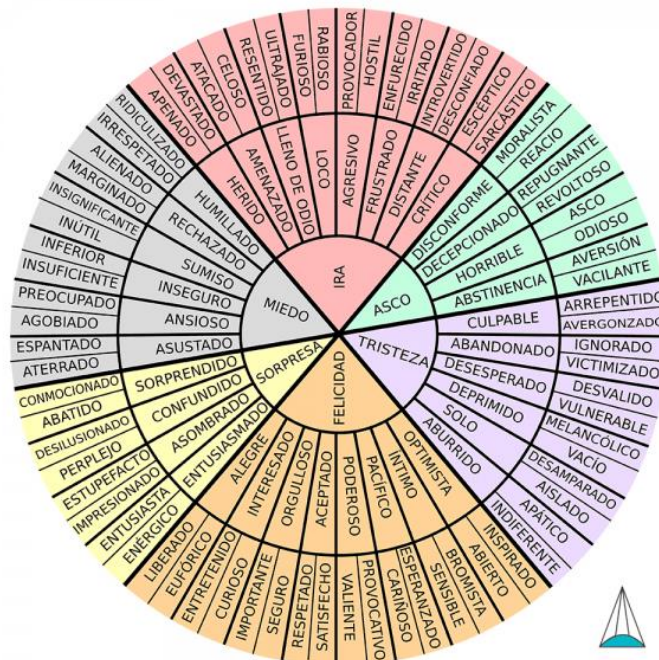 IRA
ASCO
TRISTEZA
FELICIDAD
SORPRESA
MIEDO
HERIDO
AMENAZADO
LLENO DE ODIO
LOCO
AGRESIVO
FRUSTRADO
DISTANTE
CRÍTICO
DISCONFORME
DECEPCIONADO
HORRIBLE
ABSTINENCIA
CULPABLE
ABANDONADO
DESESPERADO
DEPRIMIDO
SOLO
ABURRIDO
OPTIMISTA
INTIMO
PACÍFICO
PODEROSO
ACEPTADO
ORGULLOSO
INTERESADO
ALEGRE
ENTUSIASMADO
ASOMBRADO
CONFUNDIDO
SORPRENDIDO
ASUSTADO
ANSIOSO
INSEGURO
SUMISO
RECHAZADO
HUMILLADO
APENADO
DEVASTADO
ATACADO
CELOSO
RESENTIDO
ULTRAJADO
FURIOSO
RABIOSO
PROVOCADOR
HOSTIL
ENFURECIDO
IRRITADO
INTROVERTIDO
DESCONFIADO
ESCÉPTICO
SARCÁSTICO
MORALISTA
REACIO
REPUGNANTE
REVOLTOSO
ASCO
ODIOSO
AVERSIÓN
VACILANTE
ARREPENTIDO
AVERGONZADO
IGNORADO
VICTIMIZADO
DESVALIDO
VULNERABLE
MELANCÓLICO
VACÍO
DESAMPARADO
AISLADO
APÁTICO
INDIFERENTE
INSPIRADO
ABIERTO
BROMISTA
SENSIBLE
ESPERANZADO
CARIÑOSO
PROVOCATIVO
VALIENTE
SATISFECHO
RESPETADO
SEGURO
IMPORTANTE
CURIOSO
ENTRETENIDO
EUFÓRICO
LIBERADO
ENÉRGICO
ENTUSIASTA
IMPRESIONADO
ESTUPEFACTO
PERPLEJO
DESILUSIONADO
ABATIDO
CONMOCIONADO
ATERRADO
ESPANTADO
AGOBIADO
PREOCUPADO
INSUFICIENTE
INFERIOR
INÚTIL
INSIGNIFICANTE
MARGINADO
ALIENADO
IRRESPETADO
RIDICULIZADO